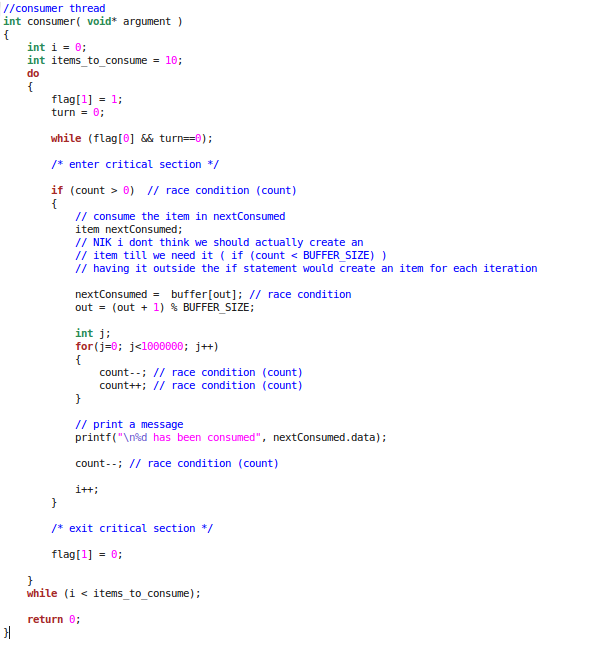 //consumer thread
int consumer( void* argument )
{
    int i = 0;
    int items_to_consume = 10;
    do
    {
        flag[1] = 1;
        turn = 0;

        while (flag[0] && turn==0);

        /* enter critical section */

        if (count > 0)  // race condition (count)
        {
            // consume the item in nextConsumed
            item nextConsumed;
            // NIK i dont think we should actually create an
            // item till we need it ( if (count < BUFFER_SIZE) )
            // having it outside the if statement would create an item for each iteration

            nextConsumed =  buffer[out]; // race condition
            out = (out + 1) % BUFFER_SIZE;

            int j;
            for(j=0; j<1000000; j++)
            {
                count--; // race condition (count)
                count++; // race condition (count)
            }

            // print a message
            printf("\n%d has been consumed", nextConsumed.data);

            count--; // race condition (count)

            i++;
        }

        /* exit critical section */

        flag[1] = 0;

    }
    while (i < items_to_consume);

    return 0;
}